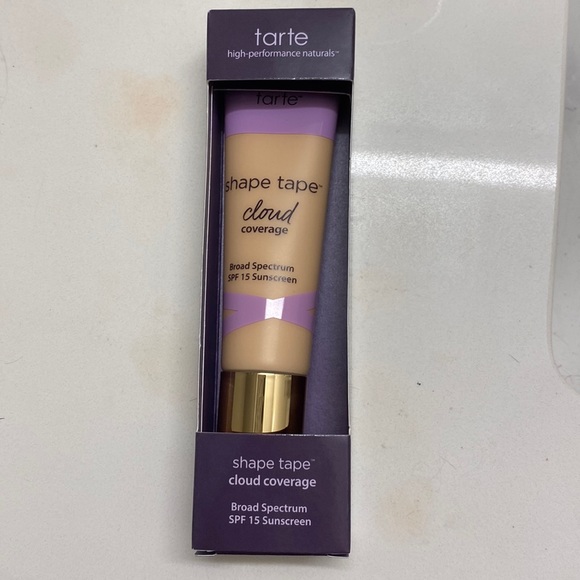 tarte
high-performance naturals™
tarte™
shape tape™
cloud
coverage
Broad Spectrum
SPF 15 Sunscreen
shape tape™
cloud coverage
Broad Spectrum
SPF 15 Sunscreen